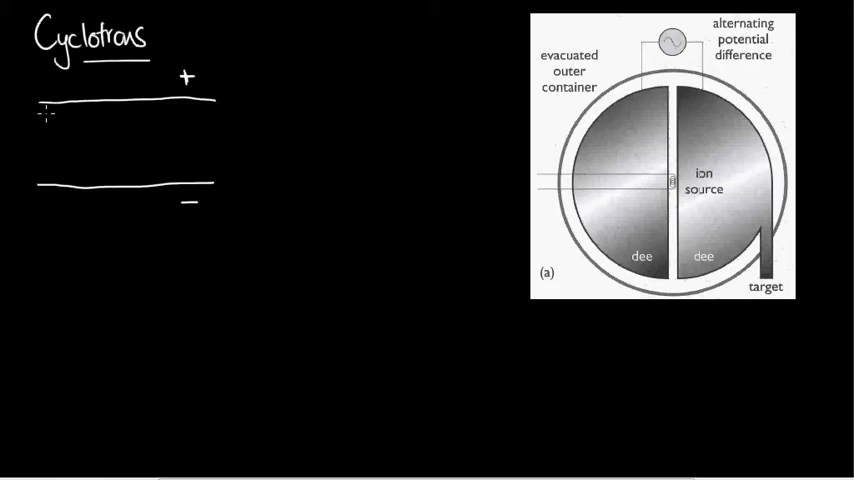 Cyclotrons
+
−
alternating
potential
difference
evacuated
outer
container
ion
source
dee
dee
(a)
target